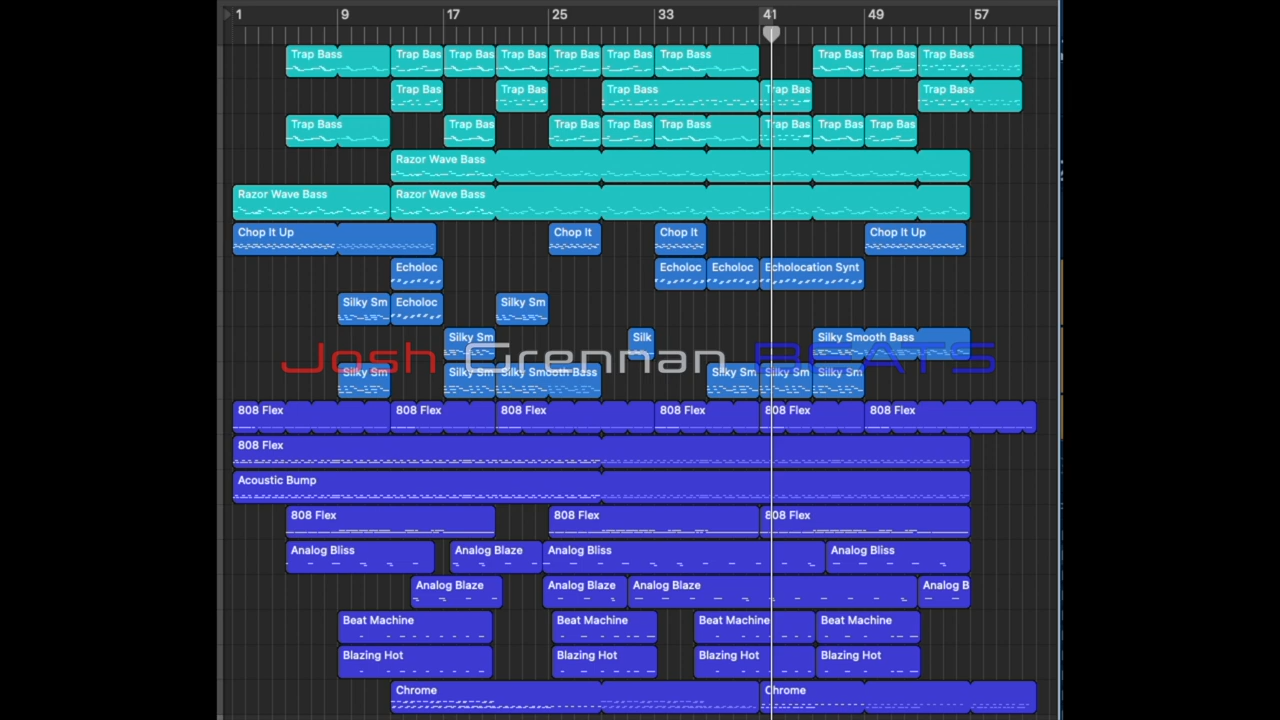 1 9 17 25 33 41 49 57
Trap Bass Trap Bas Trap Bas Trap Bas Trap Bas Trap Bas Trap Bass Trap Bas Trap Bas Trap Bass
Trap Bas Trap Bas Trap Bass Trap Bas Trap Bass
Trap Bass Trap Bas Trap Bas Trap Bas Trap Bass Trap Bas Trap Bas Trap Bas
Razor Wave Bass
Razor Wave Bass Razor Wave Bass
Chop It Up Chop It Chop It Chop It Up
Echoloc Echoloc Echoloc Echolocation Synt
Silky Sm Echoloc Silky Sm
Silky Sm Silk Silky Smooth Bass
Josh Grennan BEATS
Silky Sm Silky Sm Silky Smooth Bass Silky Sm Silky Sm Silky Sm
808 Flex 808 Flex 808 Flex 808 Flex 808 Flex 808 Flex
808 Flex
Acoustic Bump
808 Flex 808 Flex 808 Flex
Analog Bliss Analog Blaze Analog Bliss Analog Bliss
Analog Blaze Analog Blaze Analog Blaze Analog B
Beat Machine Beat Machine Beat Machine Beat Machine
Blazing Hot Blazing Hot Blazing Hot Blazing Hot
Chrome Chrome